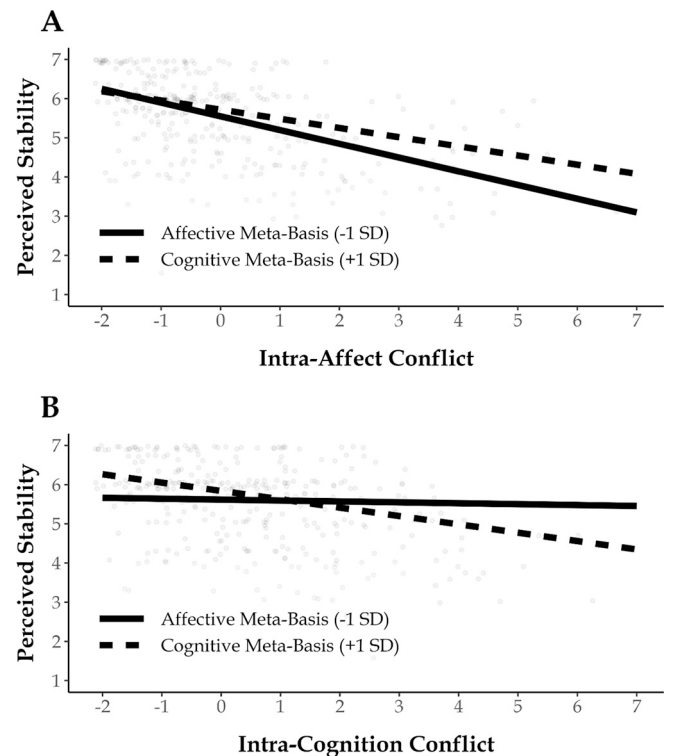 A
Perceived Stability
7
6
5
4
3
2
1
Affective Meta-Basis (-1 SD)
Cognitive Meta-Basis (+1 SD)
-2 -1 0 1 2 3 4 5 6 7
Intra-Affect Conflict
B
Perceived Stability
7
6
5
4
3
2
1
Affective Meta-Basis (-1 SD)
Cognitive Meta-Basis (+1 SD)
-2 -1 0 1 2 3 4 5 6 7
Intra-Cognition Conflict